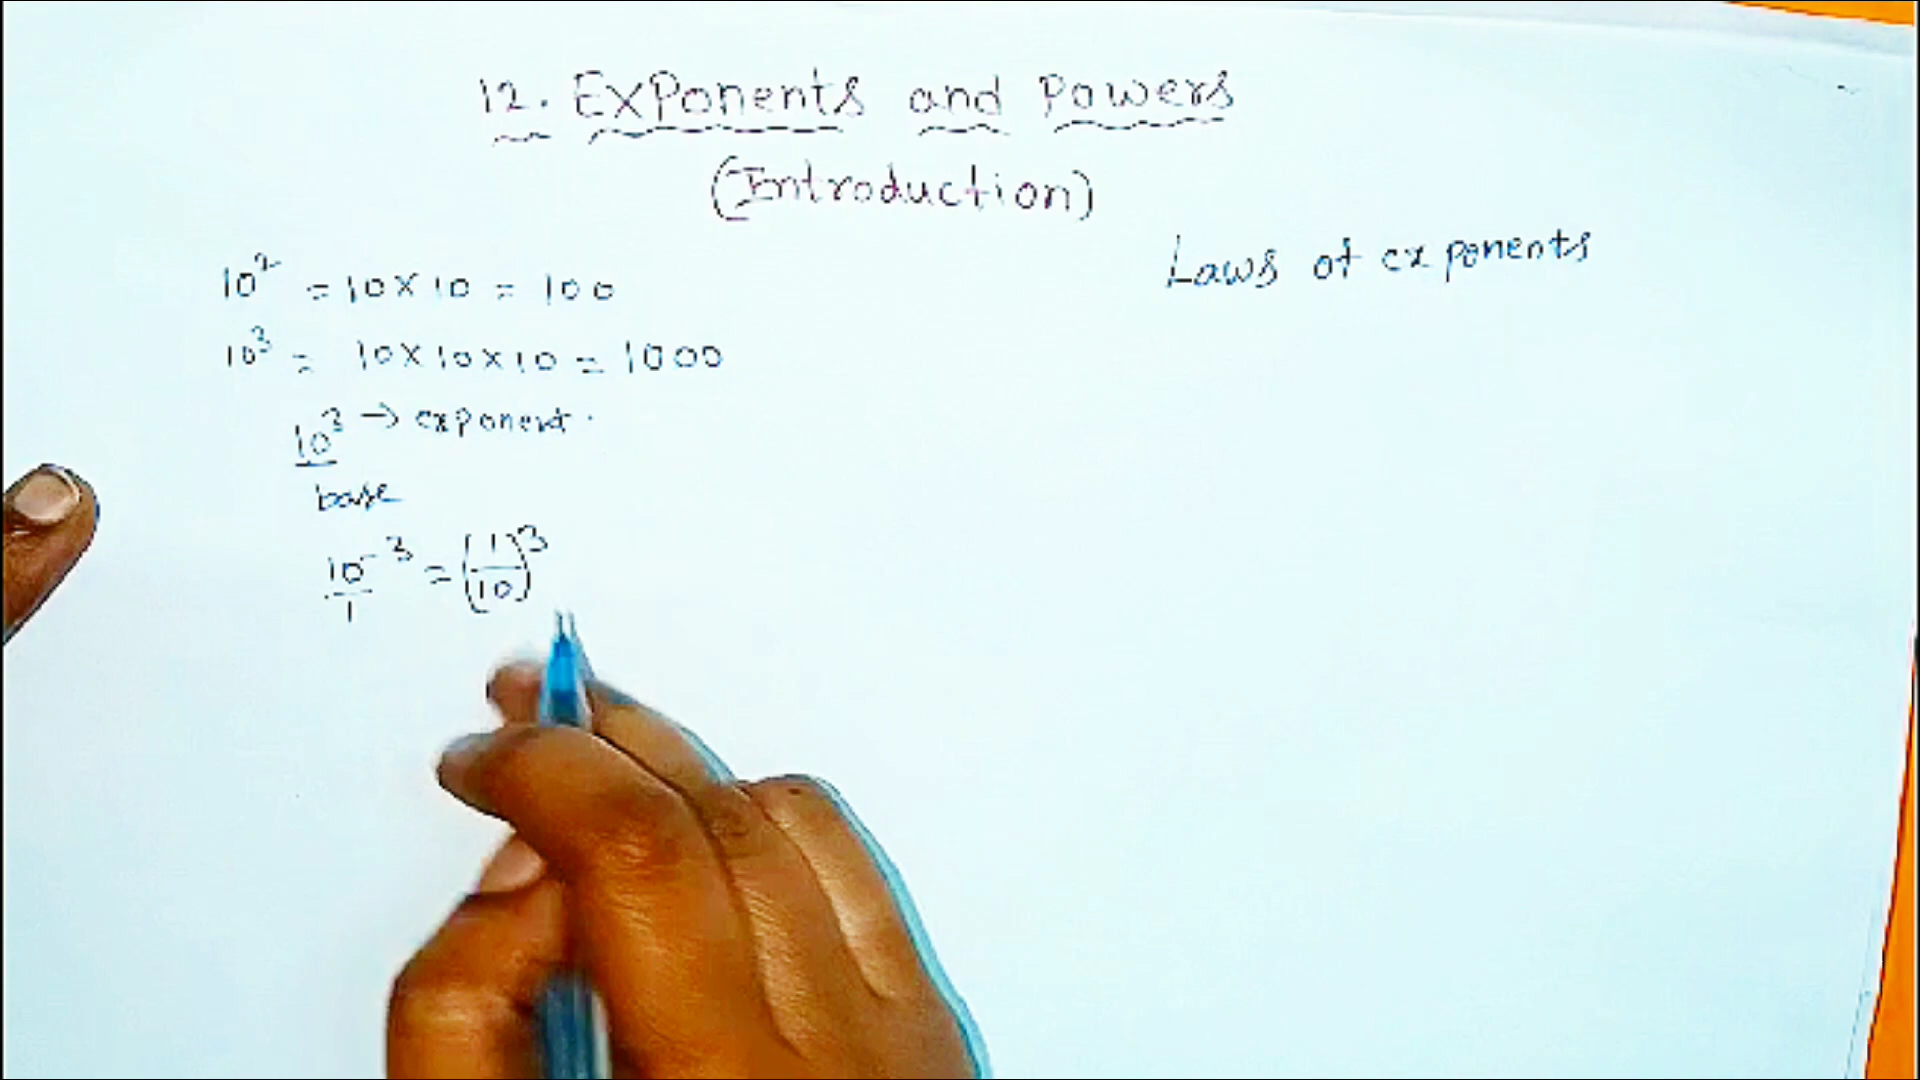 12. Exponents and Powers
(Introduction)
Laws of exponents
10² = 10 × 10 = 100
10³ = 10 × 10 × 10 = 1000
10³ → exponent.
base
10⁻³/1 = (1/10)³